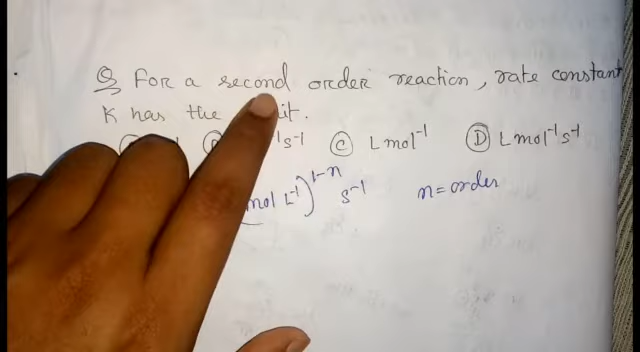 Q For a second order reaction, rate constant
K has the
s⁻¹ Ⓒ L mol⁻¹ Ⓓ L mol⁻¹ s⁻¹
mol L⁻¹)¹⁻ⁿ s⁻¹ n = order